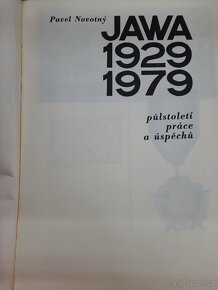 Pavel Novotný
JAWA
1929
1979
půlstoletí
práce
a úspěchů